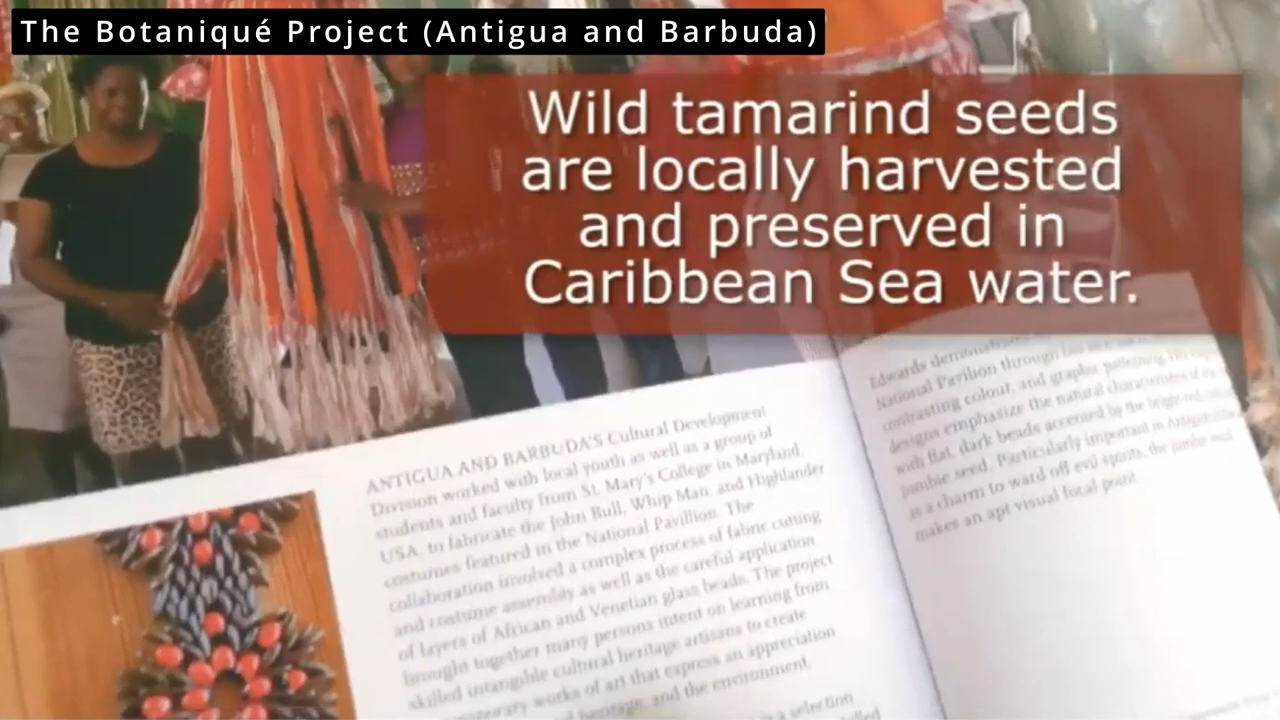 The Botaniqué Project (Antigua and Barbuda)
Wild tamarind seeds
are locally harvested
and preserved in
Caribbean Sea water.
ANTIGUA AND BARBUDA'S Cultural Development
Division worked with local youth as well as a group of
students and faculty from St. Mary's College in Maryland,
USA, to fabricate the John Bull, Whip Man, and Highlander
costumes featured in the National Pavillion. The
collaboration involved a complex process of fabric cutting
and costume assembly as well as the careful application
of layers of African and Venetian glass beads. The project
brought together many persons intent on learning from
skilled intangible cultural heritage artisans to create
works of art that express an appreciation
heritage, and the environment.
a selection
Edwards
National Pavilion through
contrasting colour, and graphic patterning.
designs emphasize the natural characteristics of the
with flat, dark beads accented by the bright-red,
jumbie seed. Particularly important in Antigua
as a charm to ward off evil spirits, the jumbie seed
makes an apt visual focal point.